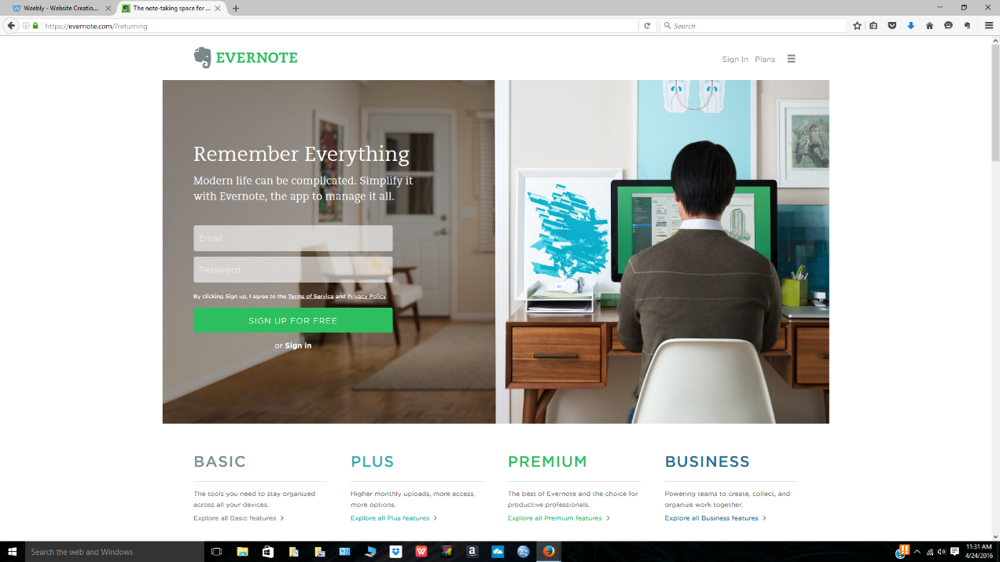 Weebly - Website Creatio...
The note-taking space for ...
https://evernote.com/?returning
Search
EVERNOTE
Sign In Plans
Remember Everything
Modern life can be complicated. Simplify it
with Evernote, the app to manage it all.
Email
Password
By clicking Sign up, I agree to the Terms of Service and Privacy Policy.
SIGN UP FOR FREE
or Sign in
BASIC
The tools you need to stay organized
across all your devices.
Explore all Basic features
PLUS
Higher monthly uploads, more access,
more options.
Explore all Plus features
PREMIUM
The best of Evernote and the choice for
productive professionals.
Explore all Premium features
BUSINESS
Powering teams to create, collect, and
organize work together.
Explore all Business features
Search the web and Windows
11:31 AM
4/24/2016